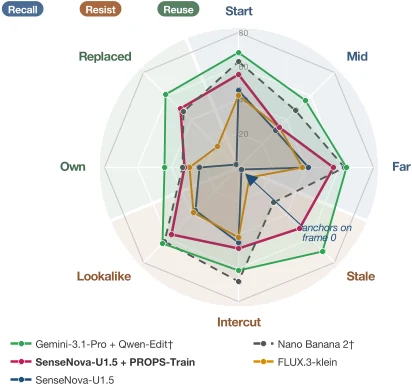 Recall Resist Reuse
Start
80
Replaced
Mid
60
20
Own
Far
anchors on
frame 0
Lookalike
Stale
Intercut
Gemini-3.1-Pro + Qwen-Edit†
Nano Banana 2†
SenseNova-U1.5 + PROPS-Train
FLUX.3-klein
SenseNova-U1.5